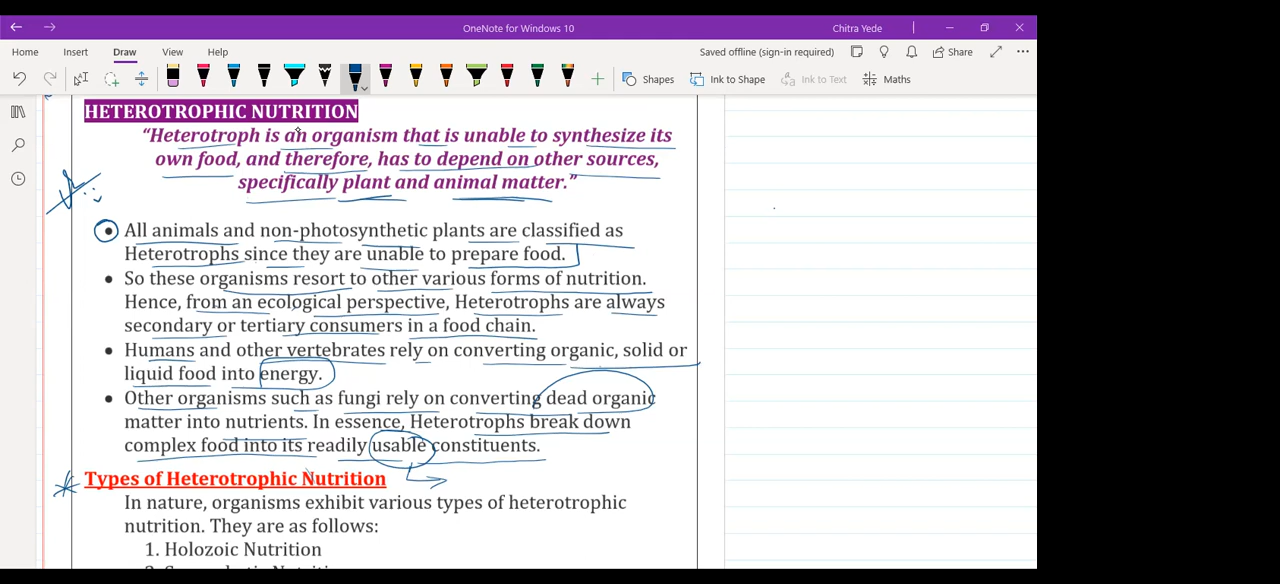 OneNote for Windows 10
Chitra Yede
Home Insert Draw View Help
Saved offline (sign-in required)
Share
Shapes
Ink to Shape
Ink to Text
Maths
HETEROTROPHIC NUTRITION
“Heterotroph is an organism that is unable to synthesize its
own food, and therefore, has to depend on other sources,
specifically plant and animal matter.”
• All animals and non-photosynthetic plants are classified as
Heterotrophs since they are unable to prepare food.
• So these organisms resort to other various forms of nutrition.
Hence, from an ecological perspective, Heterotrophs are always
secondary or tertiary consumers in a food chain.
• Humans and other vertebrates rely on converting organic, solid or
liquid food into energy.
• Other organisms such as fungi rely on converting dead organic
matter into nutrients. In essence, Heterotrophs break down
complex food into its readily usable constituents.
Types of Heterotrophic Nutrition
In nature, organisms exhibit various types of heterotrophic
nutrition. They are as follows:
1. Holozoic Nutrition